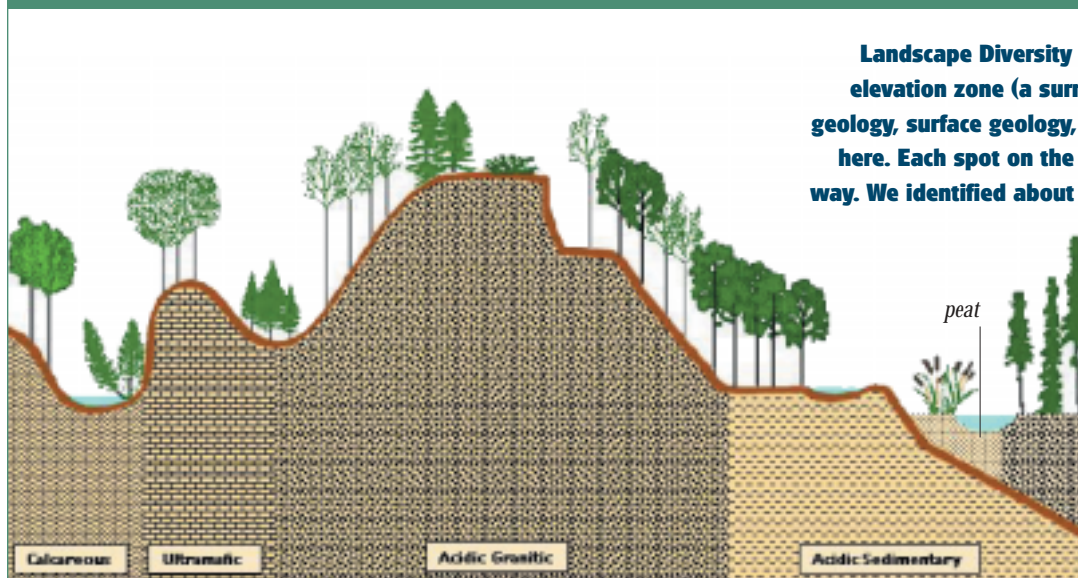 Landscape Diversity
elevation zone (a surr
geology, surface geology,
here. Each spot on the
way. We identified about
peat
Calcareous
Ultramafic
Acidic Granitic
Acidic Sedimentary